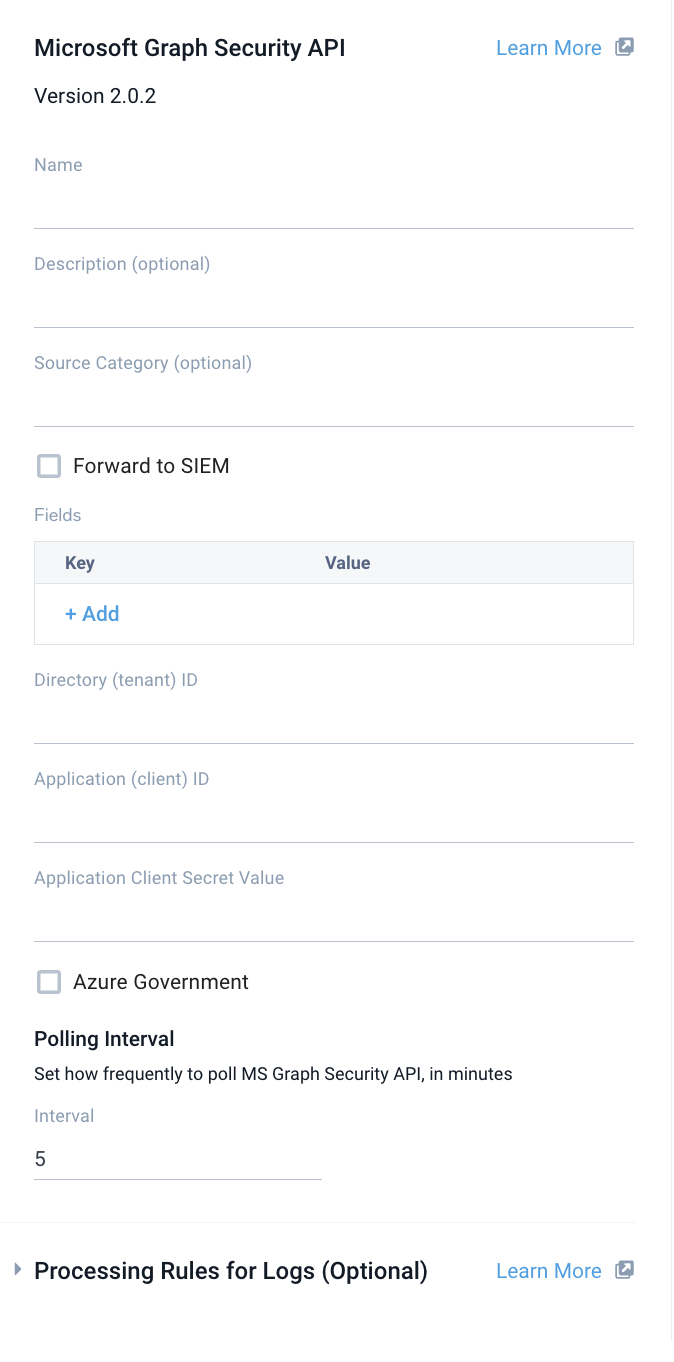 Microsoft Graph Security API Learn More
Version 2.0.2
Name
Description (optional)
Source Category (optional)
Forward to SIEM
Fields
Key Value
+ Add
Directory (tenant) ID
Application (client) ID
Application Client Secret Value
Azure Government
Polling Interval
Set how frequently to poll MS Graph Security API, in minutes
Interval
5
Processing Rules for Logs (Optional) Learn More